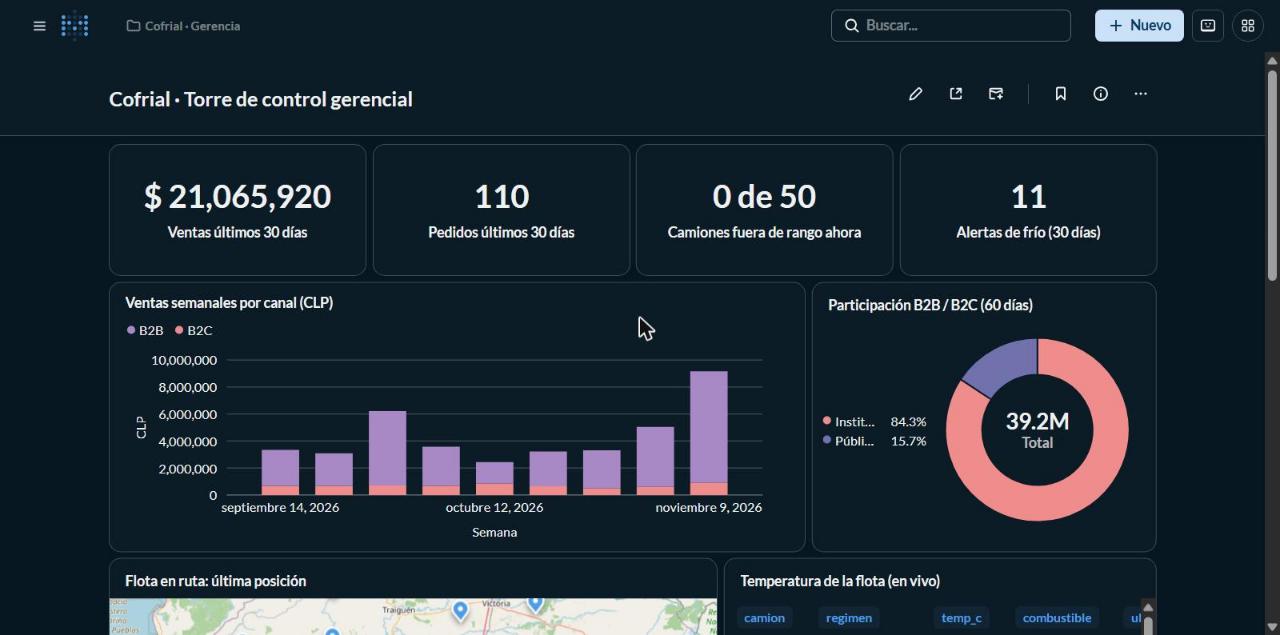 Cofrial · Gerencia
Buscar...
+ Nuevo
Cofrial · Torre de control gerencial
$ 21,065,920
Ventas últimos 30 días
110
Pedidos últimos 30 días
0 de 50
Camiones fuera de rango ahora
11
Alertas de frío (30 días)
Ventas semanales por canal (CLP)
B2B B2C
10,000,000
8,000,000
6,000,000
4,000,000
2,000,000
0
CLP
septiembre 14, 2026 octubre 12, 2026 noviembre 9, 2026
Semana
Participación B2B / B2C (60 días)
Instit... 84.3%
Públi... 15.7%
39.2M
Total
Flota en ruta: última posición
Traiguén
Victoria
Temperatura de la flota (en vivo)
camion regimen temp_c combustible ul